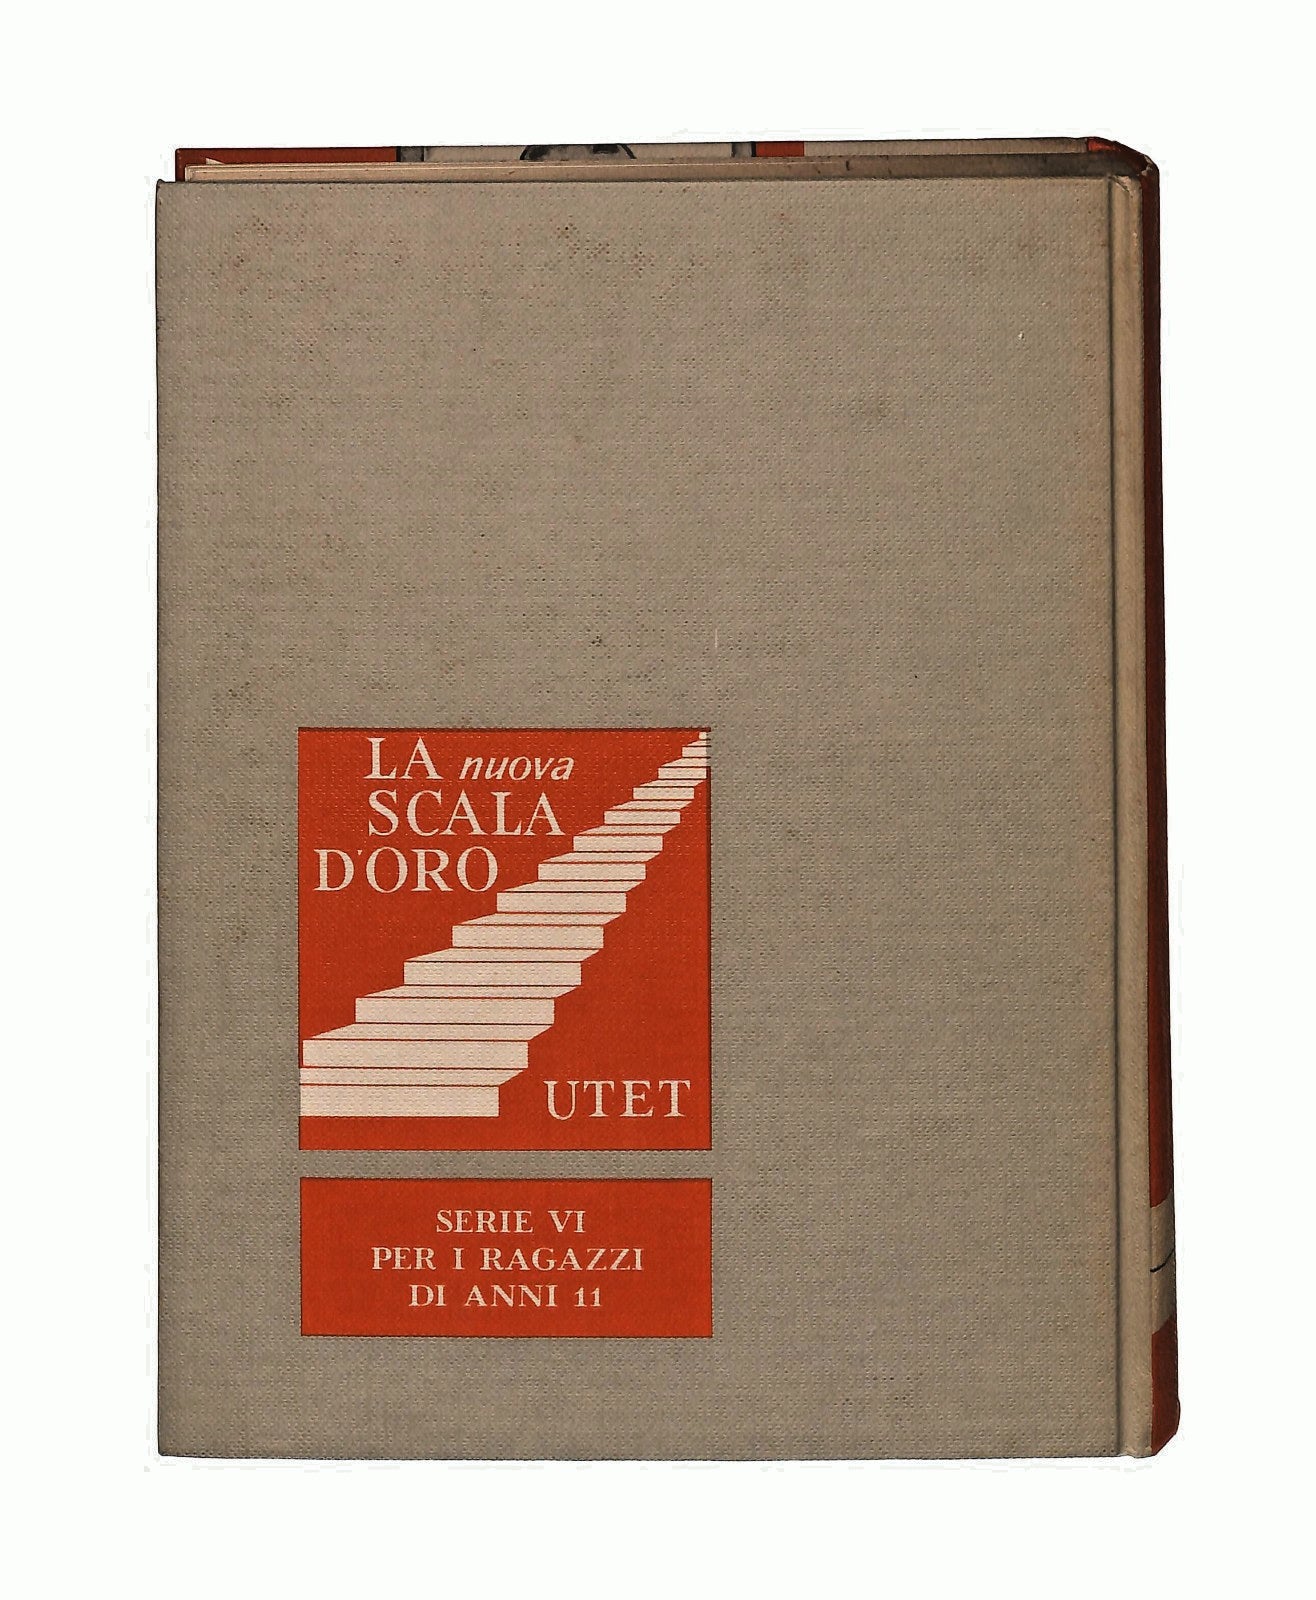 LA nuova
SCALA
D'ORO
UTET
SERIE VI
PER I RAGAZZI
DI ANNI 11